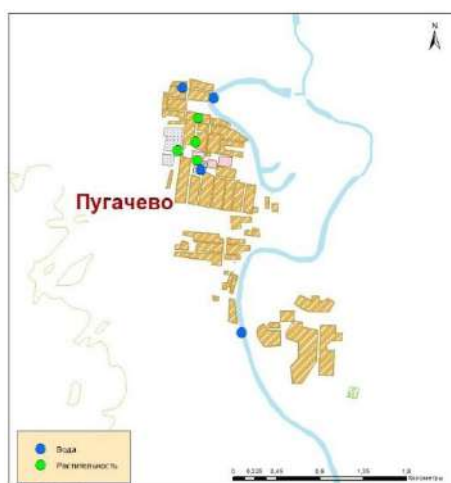 N
Пугачево
Вода
Растительность
0 0,225 0,45 0,9 1,35 1,8
Километры